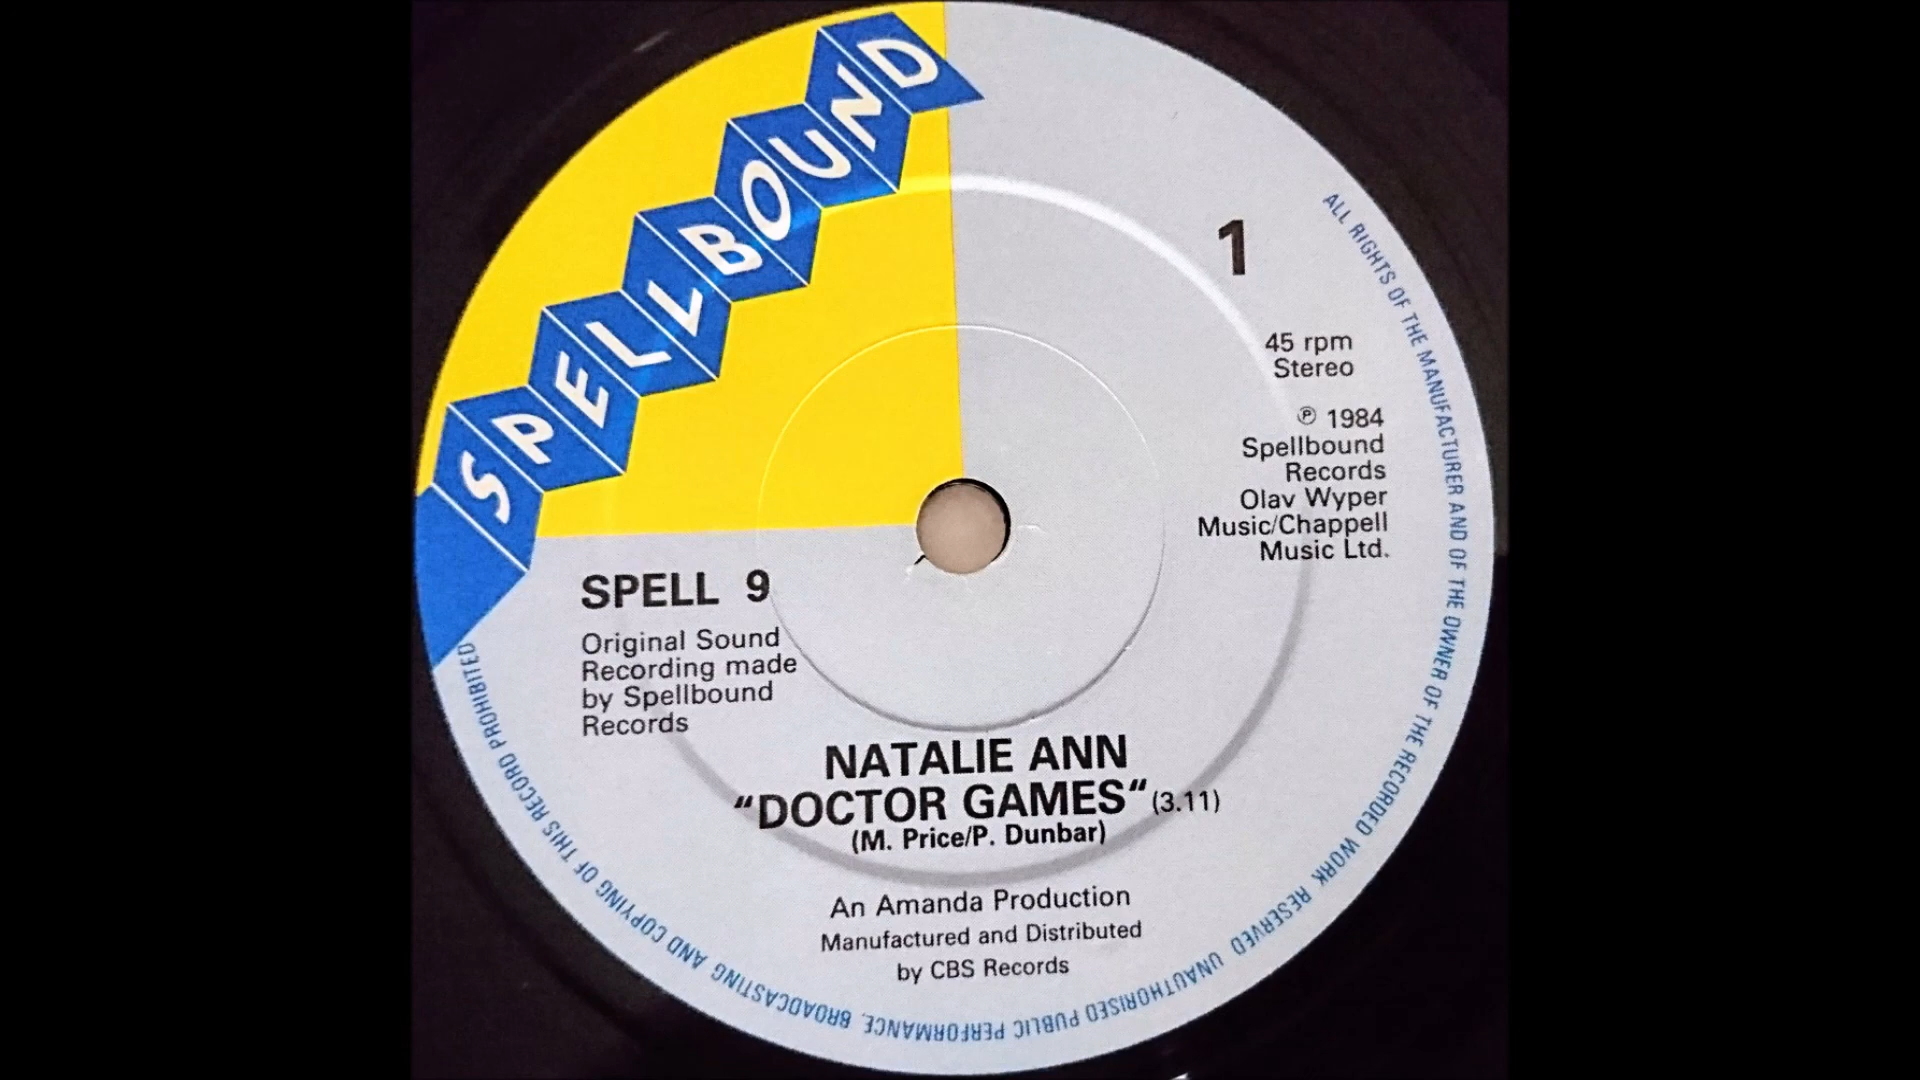 SPELLBOUND
1
45 rpm
Stereo
℗ 1984
Spellbound
Records
Olav Wyper
Music/Chappell
Music Ltd.
SPELL 9
Original Sound
Recording made
by Spellbound
Records
NATALIE ANN
"DOCTOR GAMES" (3.11)
(M. Price/P. Dunbar)
An Amanda Production
Manufactured and Distributed
by CBS Records
ALL RIGHTS OF THE MANUFACTURER AND OF THE OWNER OF THE RECORDED WORK RESERVED UNAUTHORISED PUBLIC PERFORMANCE, BROADCASTING AND COPYING OF THIS RECORD PROHIBITED